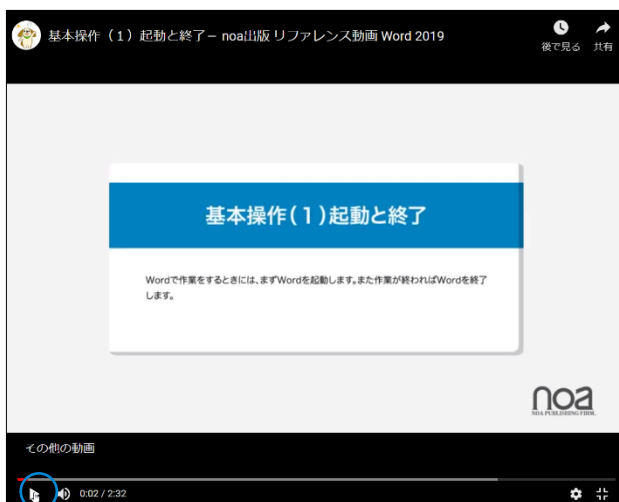 基本操作（1）起動と終了 – noa出版 リファレンス動画 Word 2019
後で見る
共有
基本操作（1）起動と終了
Wordで作業をするときには、まずWordを起動します。また作業が終わればWordを終了
します。
noa
NOA PUBLISHING FIRM.
その他の動画
0:02 / 2:32